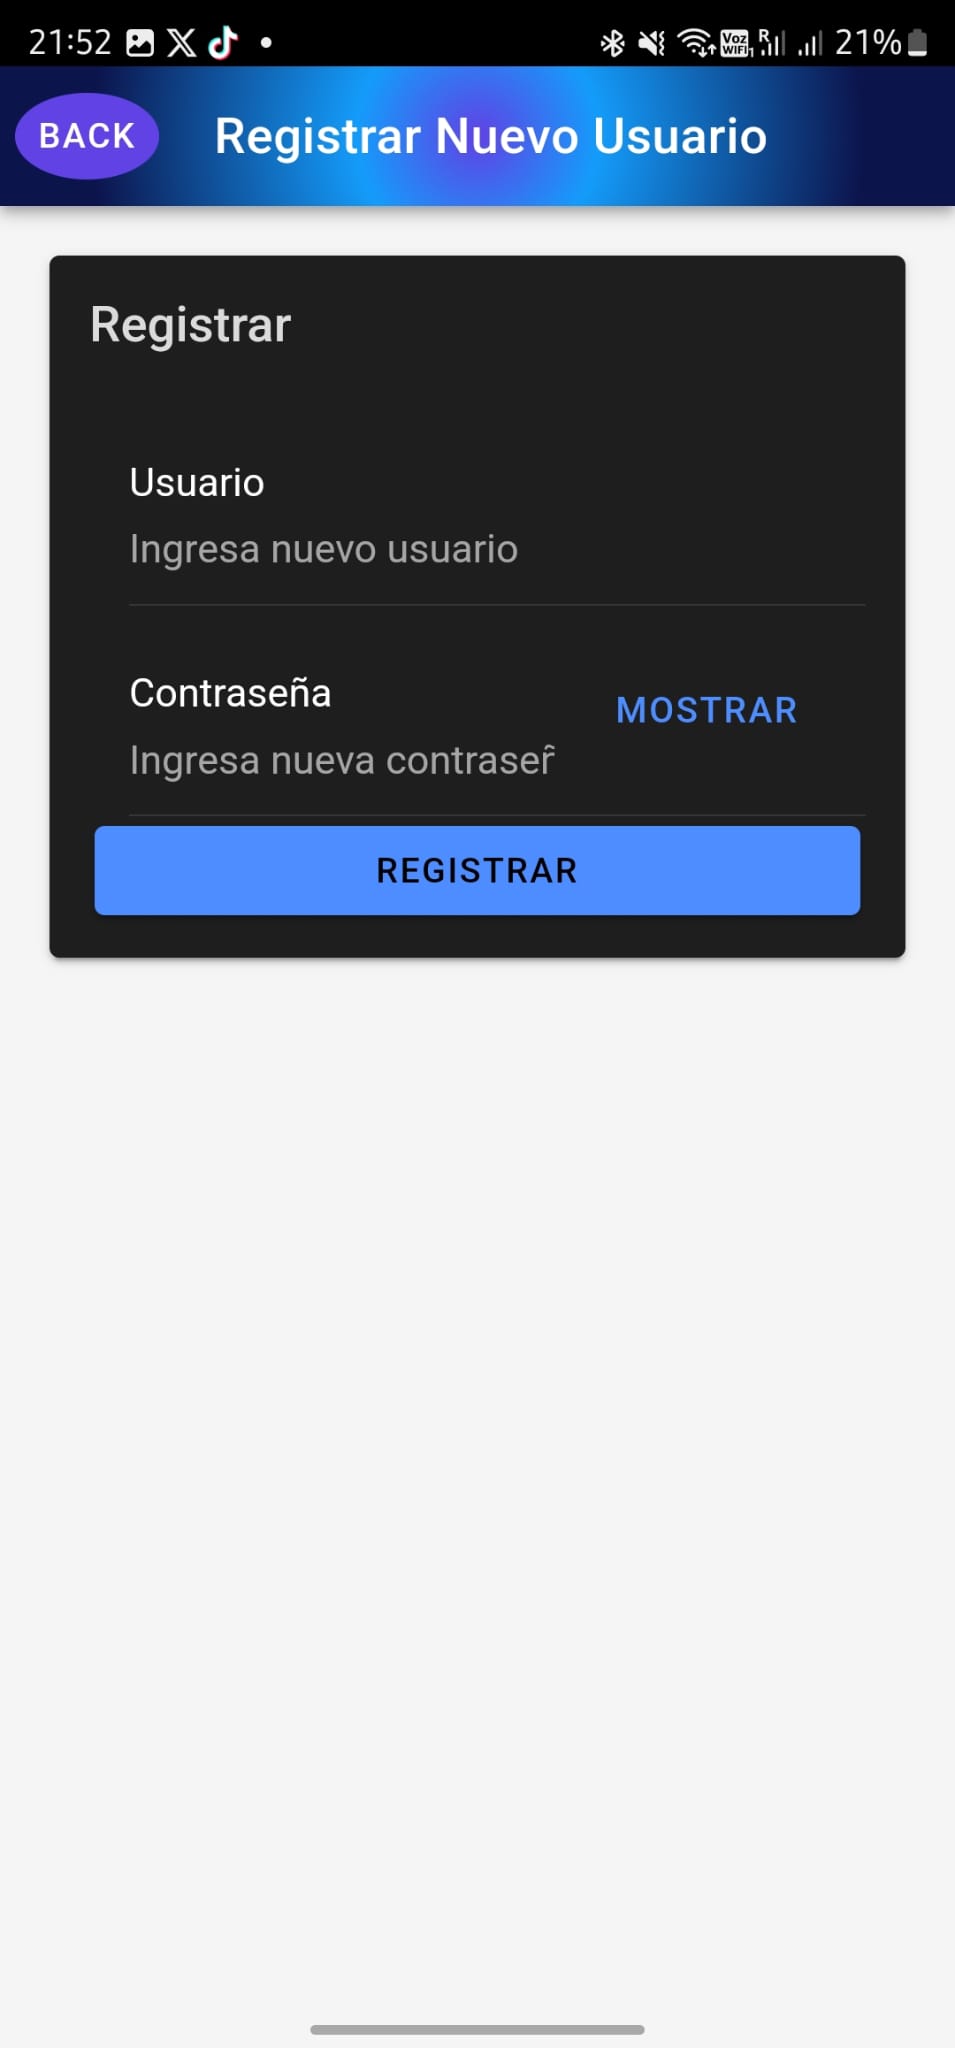 21:52
Voz WIFI 1 R 21%
BACK Registrar Nuevo Usuario
Registrar
Usuario
Ingresa nuevo usuario
Contraseña
MOSTRAR
Ingresa nueva contraseñ
REGISTRAR